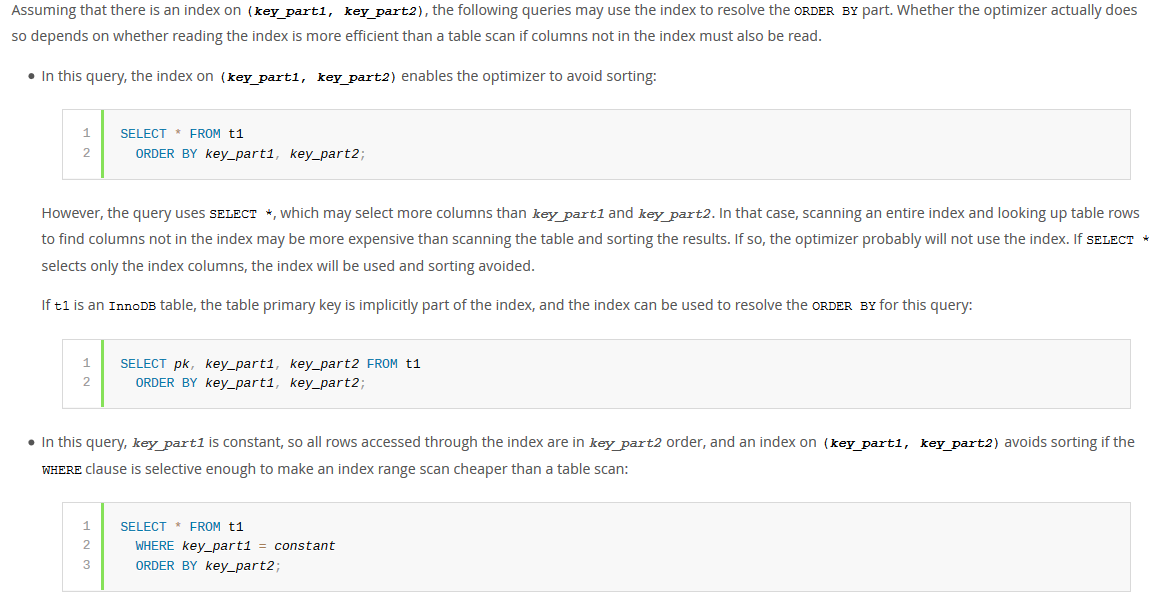 Assuming that there is an index on (key_part1, key_part2), the following queries may use the index to resolve the ORDER BY part. Whether the optimizer actually does
so depends on whether reading the index is more efficient than a table scan if columns not in the index must also be read.
• In this query, the index on (key_part1, key_part2) enables the optimizer to avoid sorting:
1 SELECT * FROM t1
2 ORDER BY key_part1, key_part2;
However, the query uses SELECT *, which may select more columns than key_part1 and key_part2. In that case, scanning an entire index and looking up table rows
to find columns not in the index may be more expensive than scanning the table and sorting the results. If so, the optimizer probably will not use the index. If SELECT *
selects only the index columns, the index will be used and sorting avoided.
If t1 is an InnoDB table, the table primary key is implicitly part of the index, and the index can be used to resolve the ORDER BY for this query:
1 SELECT pk, key_part1, key_part2 FROM t1
2 ORDER BY key_part1, key_part2;
• In this query, key_part1 is constant, so all rows accessed through the index are in key_part2 order, and an index on (key_part1, key_part2) avoids sorting if the
WHERE clause is selective enough to make an index range scan cheaper than a table scan:
1 SELECT * FROM t1
2 WHERE key_part1 = constant
3 ORDER BY key_part2;